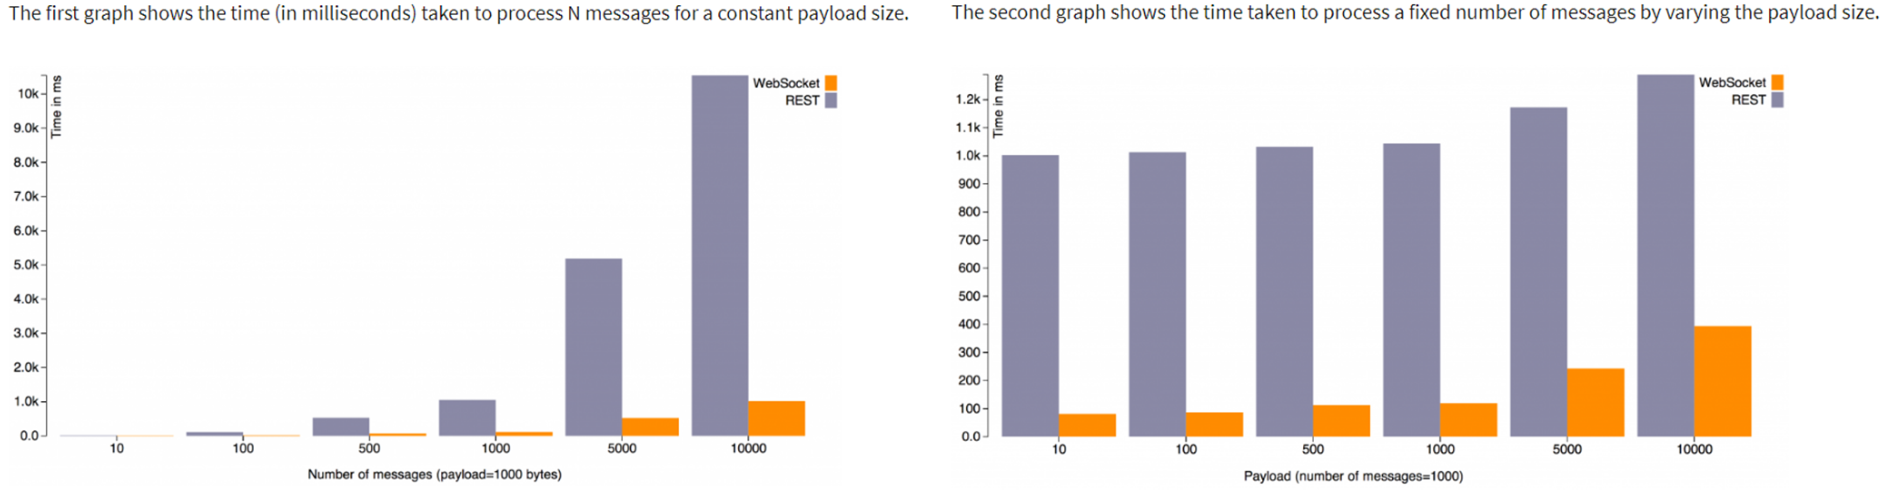 The first graph shows the time (in milliseconds) taken to process N messages for a constant payload size.
Time in ms
WebSocket
REST
10k
9.0k
8.0k
7.0k
6.0k
5.0k
4.0k
3.0k
2.0k
1.0k
0.0
10 100 500 1000 5000 10000
Number of messages (payload=1000 bytes)
The second graph shows the time taken to process a fixed number of messages by varying the payload size.
Time in ms
WebSocket
REST
1.2k
1.1k
1.0k
900
800
700
600
500
400
300
200
100
0.0
10 100 500 1000 5000 10000
Payload (number of messages=1000)